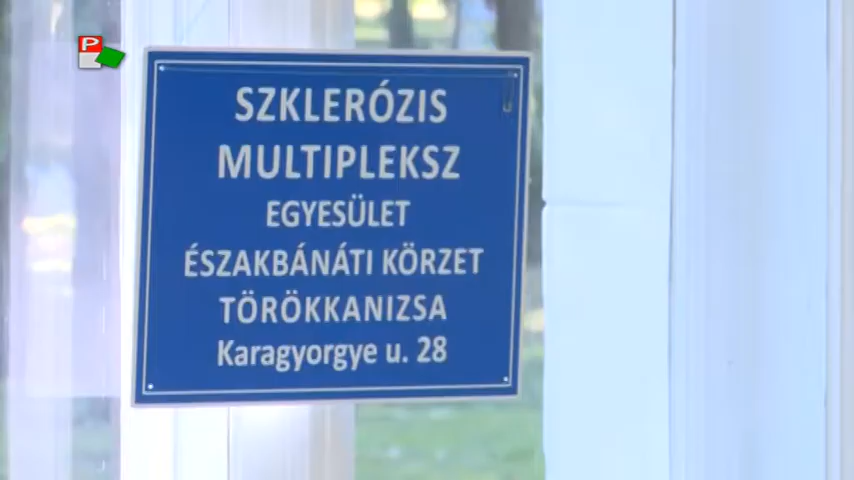 P
SZKLERÓZIS
MULTIPLEKSZ
EGYESÜLET
ÉSZAKBÁNÁTI KÖRZET
TÖRÖKKANIZSA
Karagyorgye u. 28